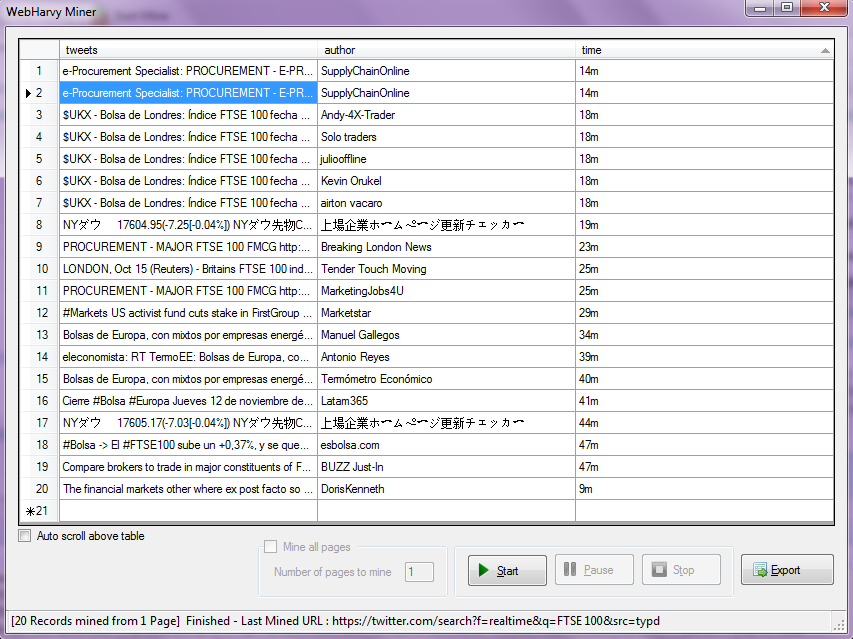 WebHarvy Miner
tweets author time
1 e-Procurement Specialist: PROCUREMENT - E-PR... SupplyChainOnline 14m
2 e-Procurement Specialist: PROCUREMENT - E-PR... SupplyChainOnline 14m
3 $UKX - Bolsa de Londres: Índice FTSE 100 fecha ... Andy-4X-Trader 18m
4 $UKX - Bolsa de Londres: Índice FTSE 100 fecha ... Solo traders 18m
5 $UKX - Bolsa de Londres: Índice FTSE 100 fecha ... juliooffline 18m
6 $UKX - Bolsa de Londres: Índice FTSE 100 fecha ... Kevin Orukel 18m
7 $UKX - Bolsa de Londres: Índice FTSE 100 fecha ... airton vacaro 18m
8 NYダウ 17604.95(-7.25[-0.04%]) NYダウ先物C... 上場企業ホームページ更新チェッカー 19m
9 PROCUREMENT - MAJOR FTSE 100 FMCG http:... Breaking London News 23m
10 LONDON, Oct 15 (Reuters) - Britains FTSE 100 ind... Tender Touch Moving 25m
11 PROCUREMENT - MAJOR FTSE 100 FMCG http:... MarketingJobs4U 25m
12 #Markets US activist fund cuts stake in FirstGroup ... Marketstar 29m
13 Bolsas de Europa, con mixtos por empresas energé... Manuel Gallegos 34m
14 eleconomista: RT TermoEE: Bolsas de Europa, co... Antonio Reyes 39m
15 Bolsas de Europa, con mixtos por empresas energé... Termómetro Económico 40m
16 Cierre #Bolsa #Europa Jueves 12 de noviembre de... Latam365 41m
17 NYダウ 17605.17(-7.03[-0.04%]) NYダウ先物C... 上場企業ホームページ更新チェッカー 44m
18 #Bolsa -> El #FTSE100 sube un +0,37%, y se que... esbolsa.com 47m
19 Compare brokers to trade in major constituents of F... BUZZ Just-In 47m
20 The financial markets other where ex post facto so ... DorisKenneth 9m
*21
Auto scroll above table
Mine all pages
Number of pages to mine 1
Start Pause Stop Export
[20 Records mined from 1 Page] Finished - Last Mined URL : https://twitter.com/search?f=realtime&q=FTSE100&src=typd